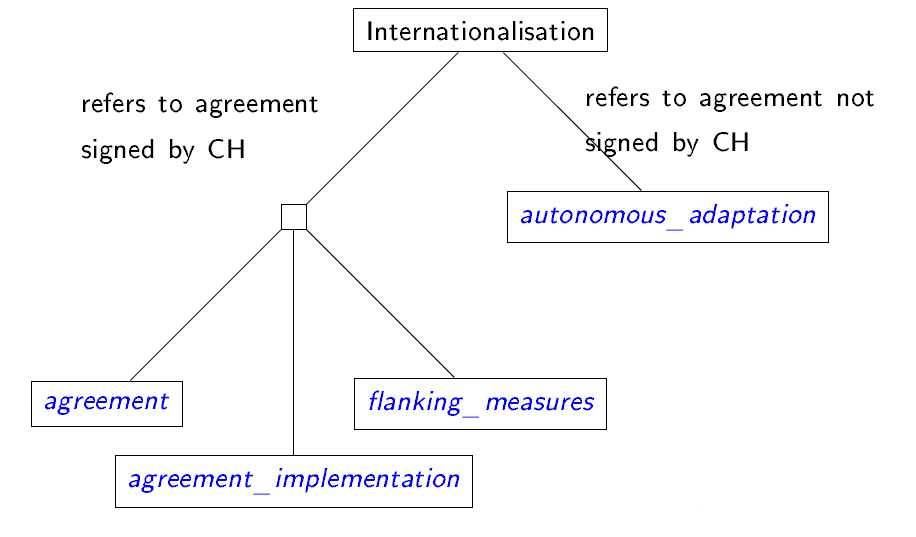 Internationalisation
refers to agreement
signed by CH
refers to agreement not
signed by CH
autonomous_adaptation
agreement
flanking_measures
agreement_implementation